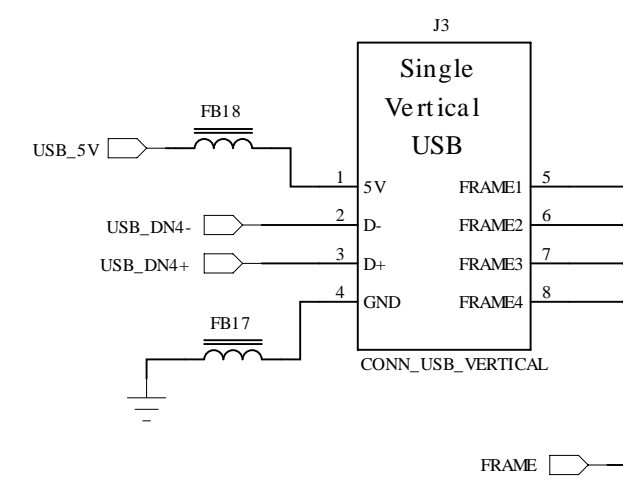 J3
Single
Vertical
USB
FB18
USB_5V
1 5V FRAME1 5
USB_DN4- 2 D- FRAME2 6
USB_DN4+ 3 D+ FRAME3 7
4 GND FRAME4 8
FB17
CONN_USB_VERTICAL
FRAME